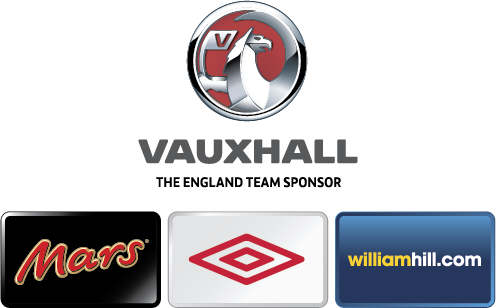 V
VAUXHALL
THE ENGLAND TEAM SPONSOR
Mars
williamhill.com